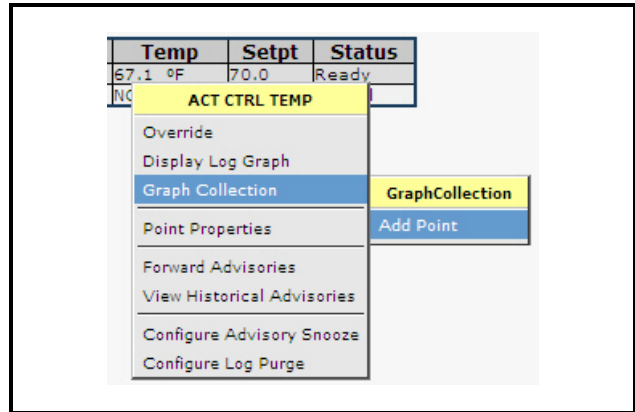 Temp Setpt Status
67.1 ºF 70.0 Ready
ACT CTRL TEMP
Override
Display Log Graph
Graph Collection
GraphCollection
Add Point
Point Properties
Forward Advisories
View Historical Advisories
Configure Advisory Snooze
Configure Log Purge